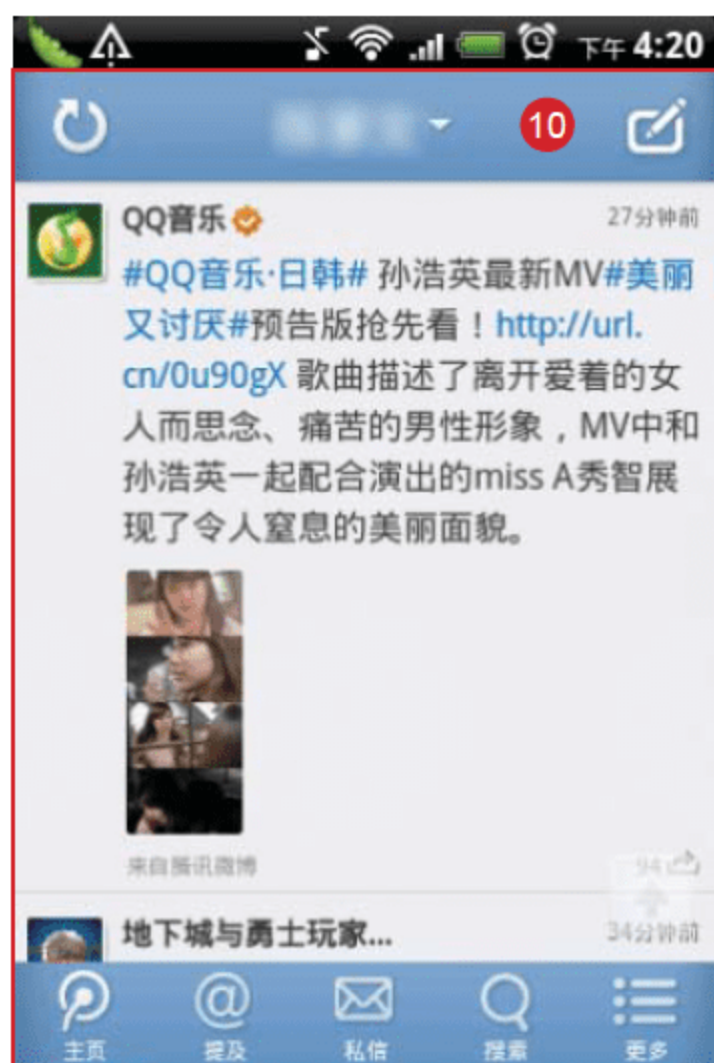 下午 4:20
10
QQ音乐
27分钟前
#QQ音乐·日韩# 孙浩英最新MV#美丽
又讨厌#预告版抢先看！http://url.
cn/0u90gX 歌曲描述了离开爱着的女
人而思念、痛苦的男性形象，MV中和
孙浩英一起配合演出的miss A秀智展
现了令人窒息的美丽面貌。
来自腾讯微博
94
地下城与勇士玩家...
34分钟前
主页 提及 私信 搜索 更多